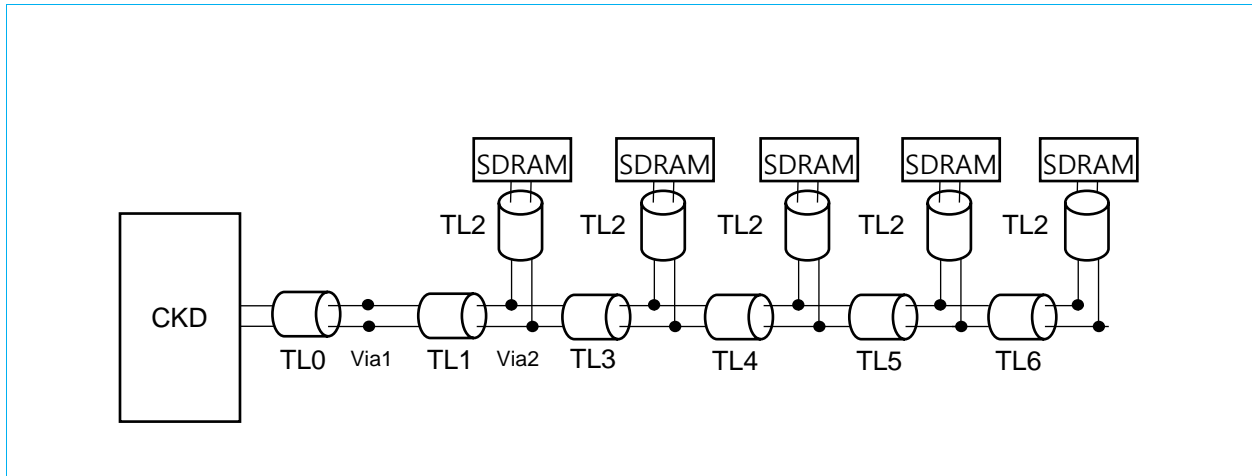 SDRAM SDRAM SDRAM SDRAM SDRAM
TL2 TL2 TL2 TL2 TL2
CKD
TL0 Via1 TL1 Via2 TL3 TL4 TL5 TL6